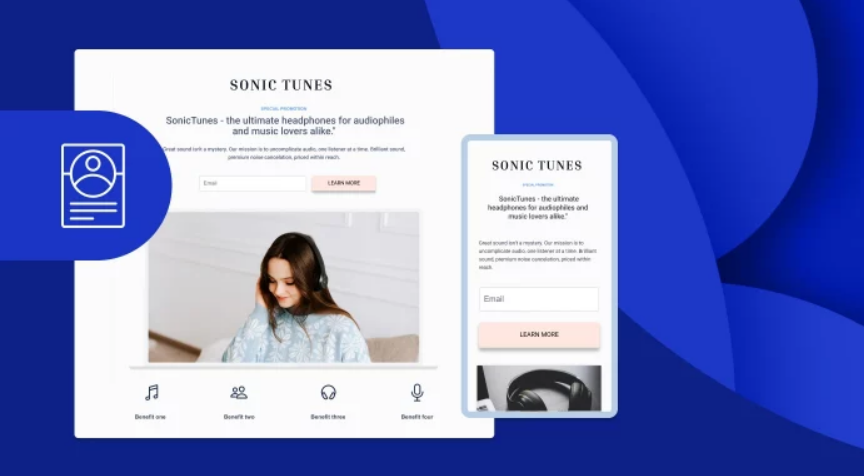 SONIC TUNES
SPECIAL PROMOTION
SonicTunes - the ultimate headphones for audiophiles
and music lovers alike."
Great sound isn't a mystery. Our mission is to uncomplicate audio, one listener at a time. Brilliant sound,
premium noise cancelation, priced within reach.
Email
LEARN MORE
Benefit one
Benefit two
Benefit three
Benefit four
SONIC TUNES
SPECIAL PROMOTION
SonicTunes - the ultimate
headphones for audiophiles and
music lovers alike."
Great sound isn't a mystery. Our mission is to
uncomplicate audio, one listener at a time. Brilliant
sound, premium noise cancelation, priced within
reach.
Email
LEARN MORE